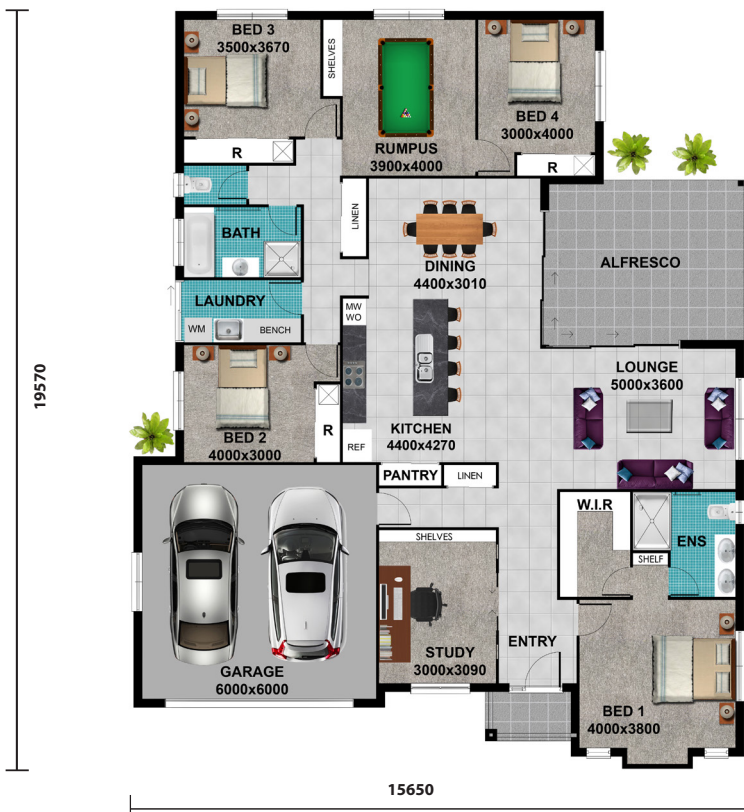 BED 3
3500x3670
SHELVES
RUMPUS
3900x4000
BED 4
3000x4000
R
R
LINEN
BATH
DINING
4400x3010
ALFRESCO
LAUNDRY
WM
BENCH
MW
WO
LOUNGE
5000x3600
19570
KITCHEN
4400x4270
BED 2
4000x3000
R
REF
PANTRY
LINEN
W.I.R
ENS
SHELF
SHELVES
STUDY
3000x3090
ENTRY
GARAGE
6000x6000
BED 1
4000x3800
15650